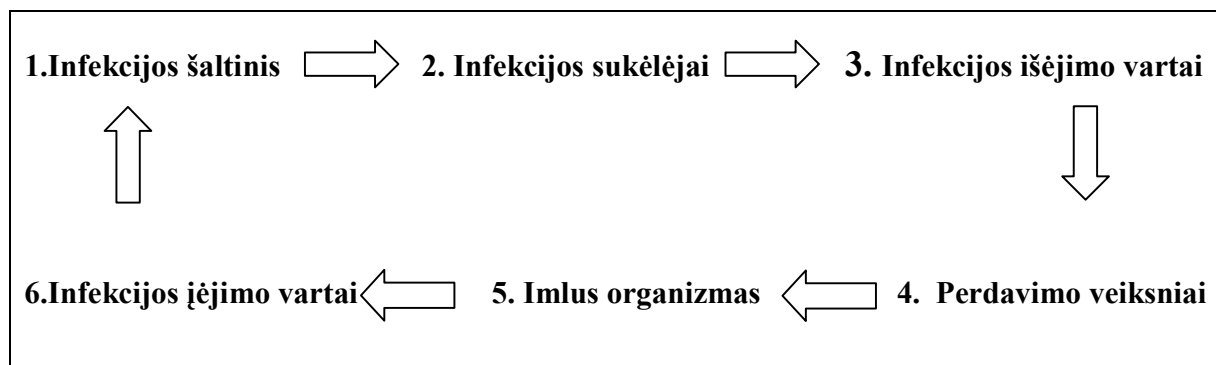 1.Infekcijos šaltinis 2. Infekcijos sukėlėjai 3. Infekcijos išėjimo vartai
6.Infekcijos įėjimo vartai 5. Imlus organizmas 4. Perdavimo veiksniai